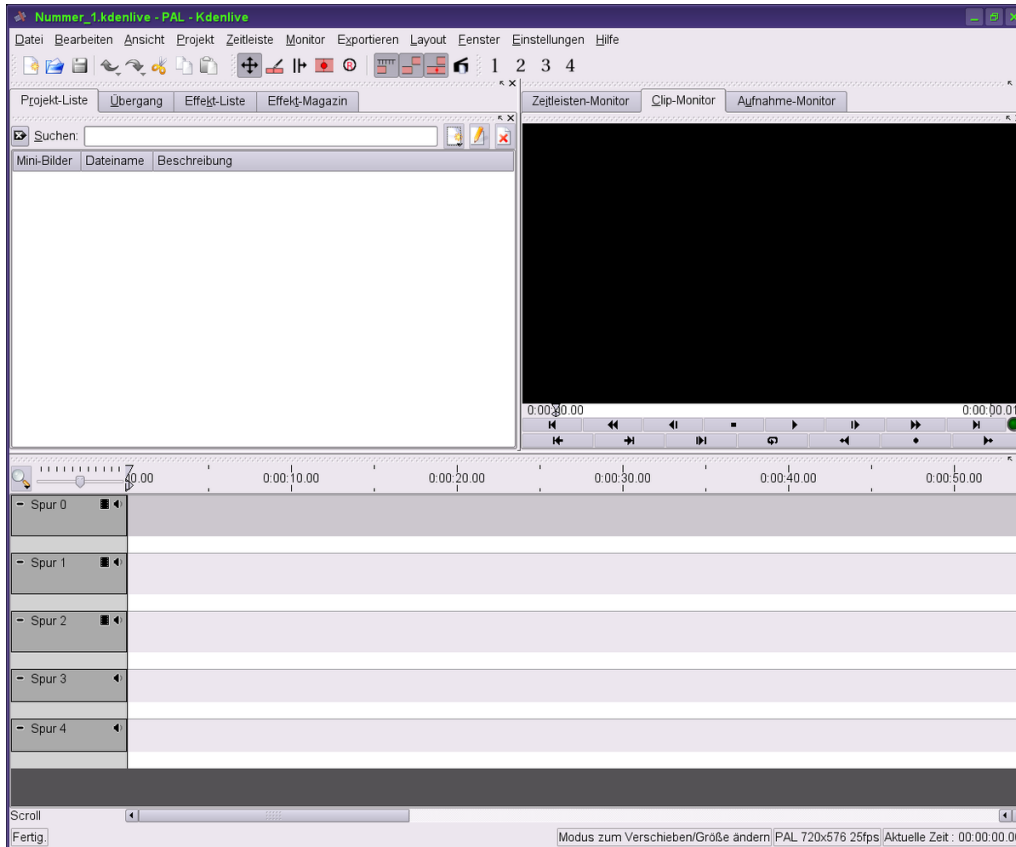 Nummer_1.kdenlive - PAL - Kdenlive
Datei Bearbeiten Ansicht Projekt Zeitleiste Monitor Exportieren Layout Fenster Einstellungen Hilfe
1 2 3 4
Projekt-Liste Übergang Effekt-Liste Effekt-Magazin
Zeitleisten-Monitor Clip-Monitor Aufnahme-Monitor
Suchen:
Mini-Bilder Dateiname Beschreibung
0:00:00.00 0:00:00.01
0:00:10.00 0:00:20.00 0:00:30.00 0:00:40.00 0:00:50.00
Spur 0
Spur 1
Spur 2
Spur 3
Spur 4
Scroll
Fertig. Modus zum Verschieben/Größe ändern PAL 720x576 25fps Aktuelle Zeit : 00:00:00.0